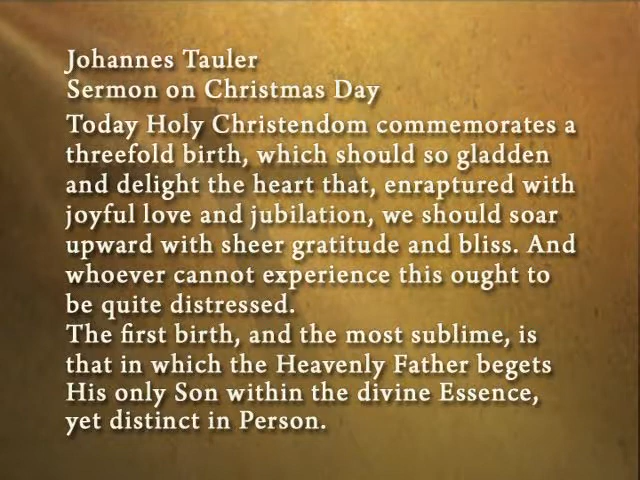 Johannes Tauler
Sermon on Christmas Day
Today Holy Christendom commemorates a
threefold birth, which should so gladden
and delight the heart that, enraptured with
joyful love and jubilation, we should soar
upward with sheer gratitude and bliss. And
whoever cannot experience this ought to
be quite distressed.
The first birth, and the most sublime, is
that in which the Heavenly Father begets
His only Son within the divine Essence,
yet distinct in Person.